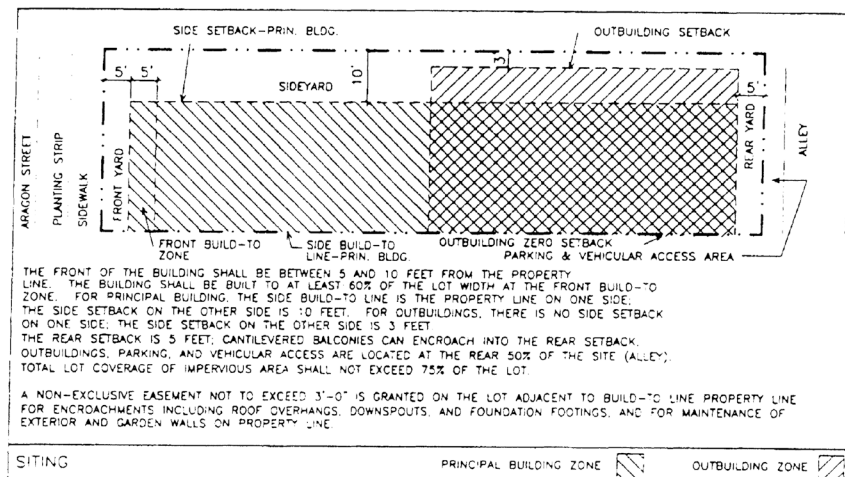 SIDE SETBACK-PRIN. BLDG.
OUTBUILDING SETBACK
5'
5'
SIDEYARD
10'
3'
5'
ARAGON STREET
PLANTING STRIP
SIDEWALK
FRONT YARD
REAR YARD
ALLEY
FRONT BUILD-TO
ZONE
SIDE BUILD-TO
LINE-PRIN. BLDG.
OUTBUILDING ZERO SETBACK
PARKING & VEHICULAR ACCESS AREA
THE FRONT OF THE BUILDING SHALL BE BETWEEN 5 AND 10 FEET FROM THE PROPERTY
LINE. THE BUILDING SHALL BE BUILT TO AT LEAST 60% OF THE LOT WIDTH AT THE FRONT BUILD-TO
ZONE. FOR PRINCIPAL BUILDING, THE SIDE BUILD-TO LINE IS THE PROPERTY LINE ON ONE SIDE;
THE SIDE SETBACK ON THE OTHER SIDE IS 10 FEET. FOR OUTBUILDINGS, THERE IS NO SIDE SETBACK
ON ONE SIDE; THE SIDE SETBACK ON THE OTHER SIDE IS 3 FEET
THE REAR SETBACK IS 5 FEET; CANTILEVERED BALCONIES CAN ENCROACH INTO THE REAR SETBACK.
OUTBUILDINGS, PARKING, AND VEHICULAR ACCESS ARE LOCATED AT THE REAR 50% OF THE SITE (ALLEY).
TOTAL LOT COVERAGE OF IMPERVIOUS AREA SHALL NOT EXCEED 75% OF THE LOT.
A NON-EXCLUSIVE EASEMENT NOT TO EXCEED 3'-0" IS GRANTED ON THE LOT ADJACENT TO BUILD-TO LINE PROPERTY LINE
FOR ENCROACHMENTS INCLUDING ROOF OVERHANGS, DOWNSPOUTS, AND FOUNDATION FOOTINGS, AND FOR MAINTENANCE OF
EXTERIOR AND GARDEN WALLS ON PROPERTY LINE.
SITING
PRINCIPAL BUILDING ZONE
OUTBUILDING ZONE